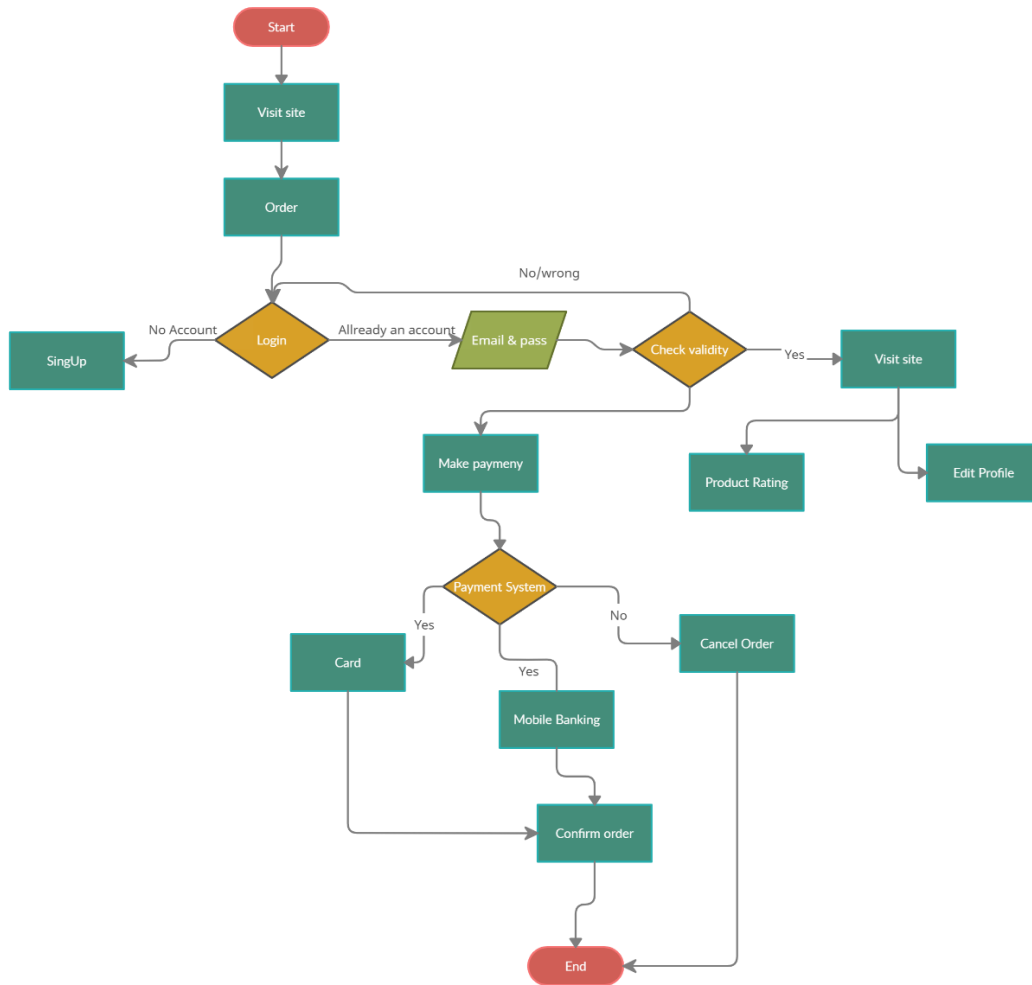 Start
Visit site
Order
No/wrong
No Account
Login
Allready an account
Email & pass
Check validity
Yes
Visit site
SingUp
Make paymeny
Product Rating
Edit Profile
Payment System
Yes
No
Card
Yes
Cancel Order
Mobile Banking
Confirm order
End